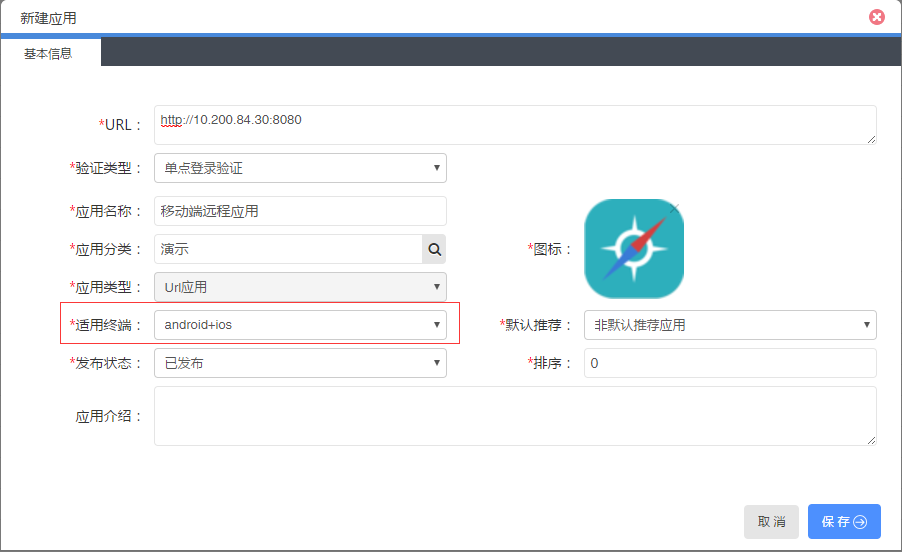 新建应用
基本信息
*URL：
http://10.200.84.30:8080
*验证类型：
单点登录验证
*应用名称：
移动端远程应用
*应用分类：
演示
*图标：
*应用类型：
Url应用
*适用终端：
android+ios
*默认推荐：
非默认推荐应用
*发布状态：
已发布
*排序：
0
应用介绍：
取消
保存